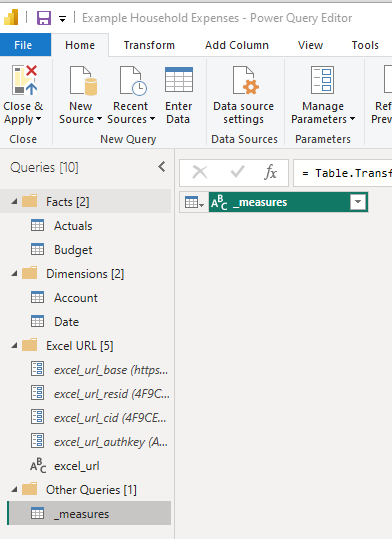 Example Household Expenses - Power Query Editor
File Home Transform Add Column View Tools
Close & Apply New Source Recent Sources Enter Data Data source settings Manage Parameters
Close New Query Data Sources Parameters
Queries [10]
= Table.Transf
Facts [2]
ABC _measures
Actuals
Budget
Dimensions [2]
Account
Date
Excel URL [5]
excel_url_base (https...
excel_url_resid (4F9C...
excel_url_cid (4F9CE...
excel_url_authkey (A...
ABC excel_url
Other Queries [1]
_measures